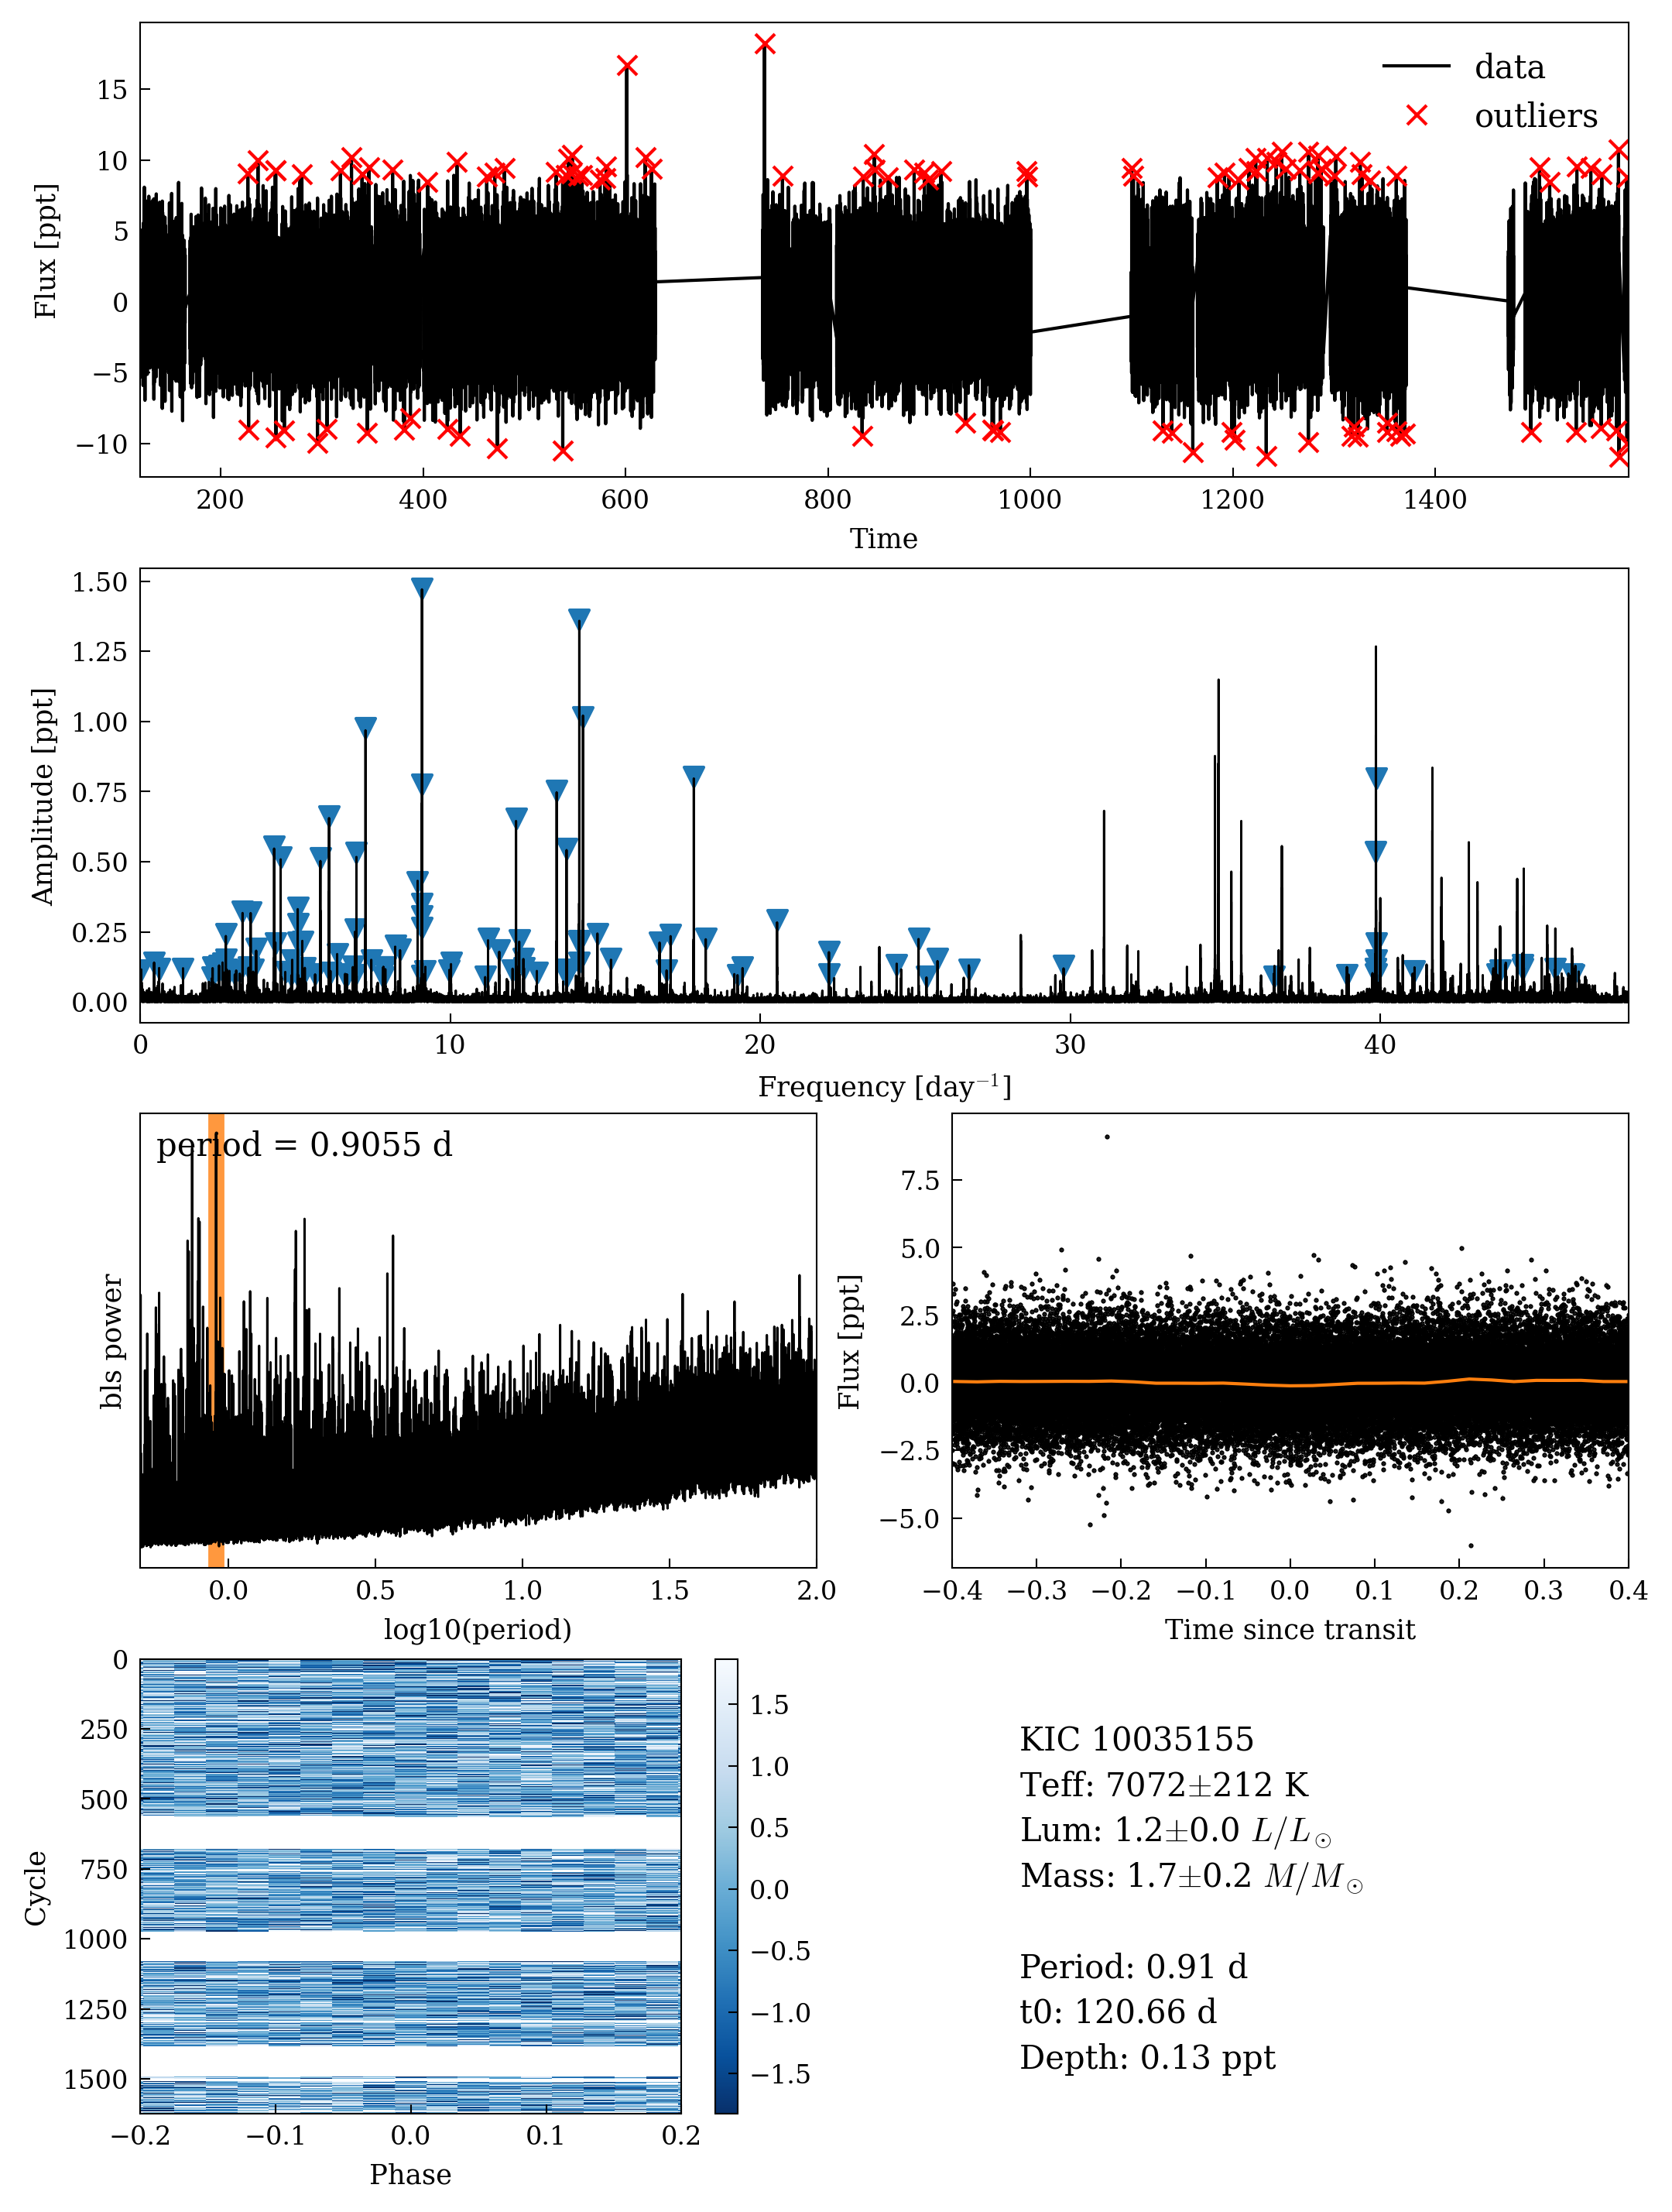 data
outliers
15
10
5
0
−5
−10
Flux [ppt]
200 400 600 800 1000 1200 1400
Time
1.50
1.25
1.00
0.75
0.50
0.25
0.00
Amplitude [ppt]
0 10 20 30 40
Frequency [day⁻¹]
period = 0.9055 d
bls power
0.0 0.5 1.0 1.5 2.0
log10(period)
7.5
5.0
2.5
0.0
−2.5
−5.0
Flux [ppt]
−0.4 −0.3 −0.2 −0.1 0.0 0.1 0.2 0.3 0.4
Time since transit
0
250
500
750
1000
1250
1500
Cycle
−0.2 −0.1 0.0 0.1 0.2
Phase
1.5
1.0
0.5
0.0
−0.5
−1.0
−1.5
KIC 10035155
Teff: 7072±212 K
Lum: 1.2±0.0 L/L☉
Mass: 1.7±0.2 M/M☉
Period: 0.91 d
t0: 120.66 d
Depth: 0.13 ppt